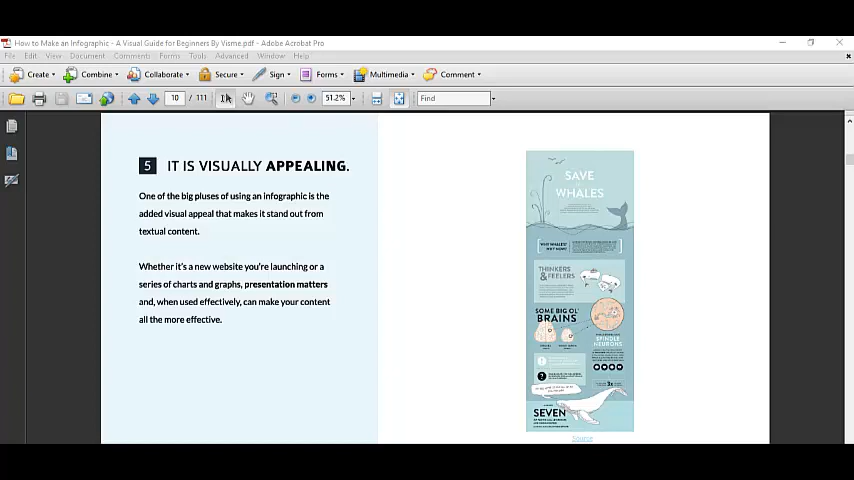 How to Make an Infographic - A Visual Guide for Beginners By Visme.pdf - Adobe Acrobat Pro
File Edit View Document Comments Forms Tools Advanced Window Help
Create Combine Collaborate Secure Sign Forms Multimedia Comment
10 / 111 51.2% Find
5 IT IS VISUALLY APPEALING.
One of the big pluses of using an infographic is the
added visual appeal that makes it stand out from
textual content.
Whether it's a new website you're launching or a
series of charts and graphs, presentation matters
and, when used effectively, can make your content
all the more effective.
SAVE
WHALES
WHY WHALES?
WHY NOW?
THINKERS
& FEELERS
SOME BIG OL'
BRAINS
SPINDLE
NEURONS
3x
SEVEN
Source